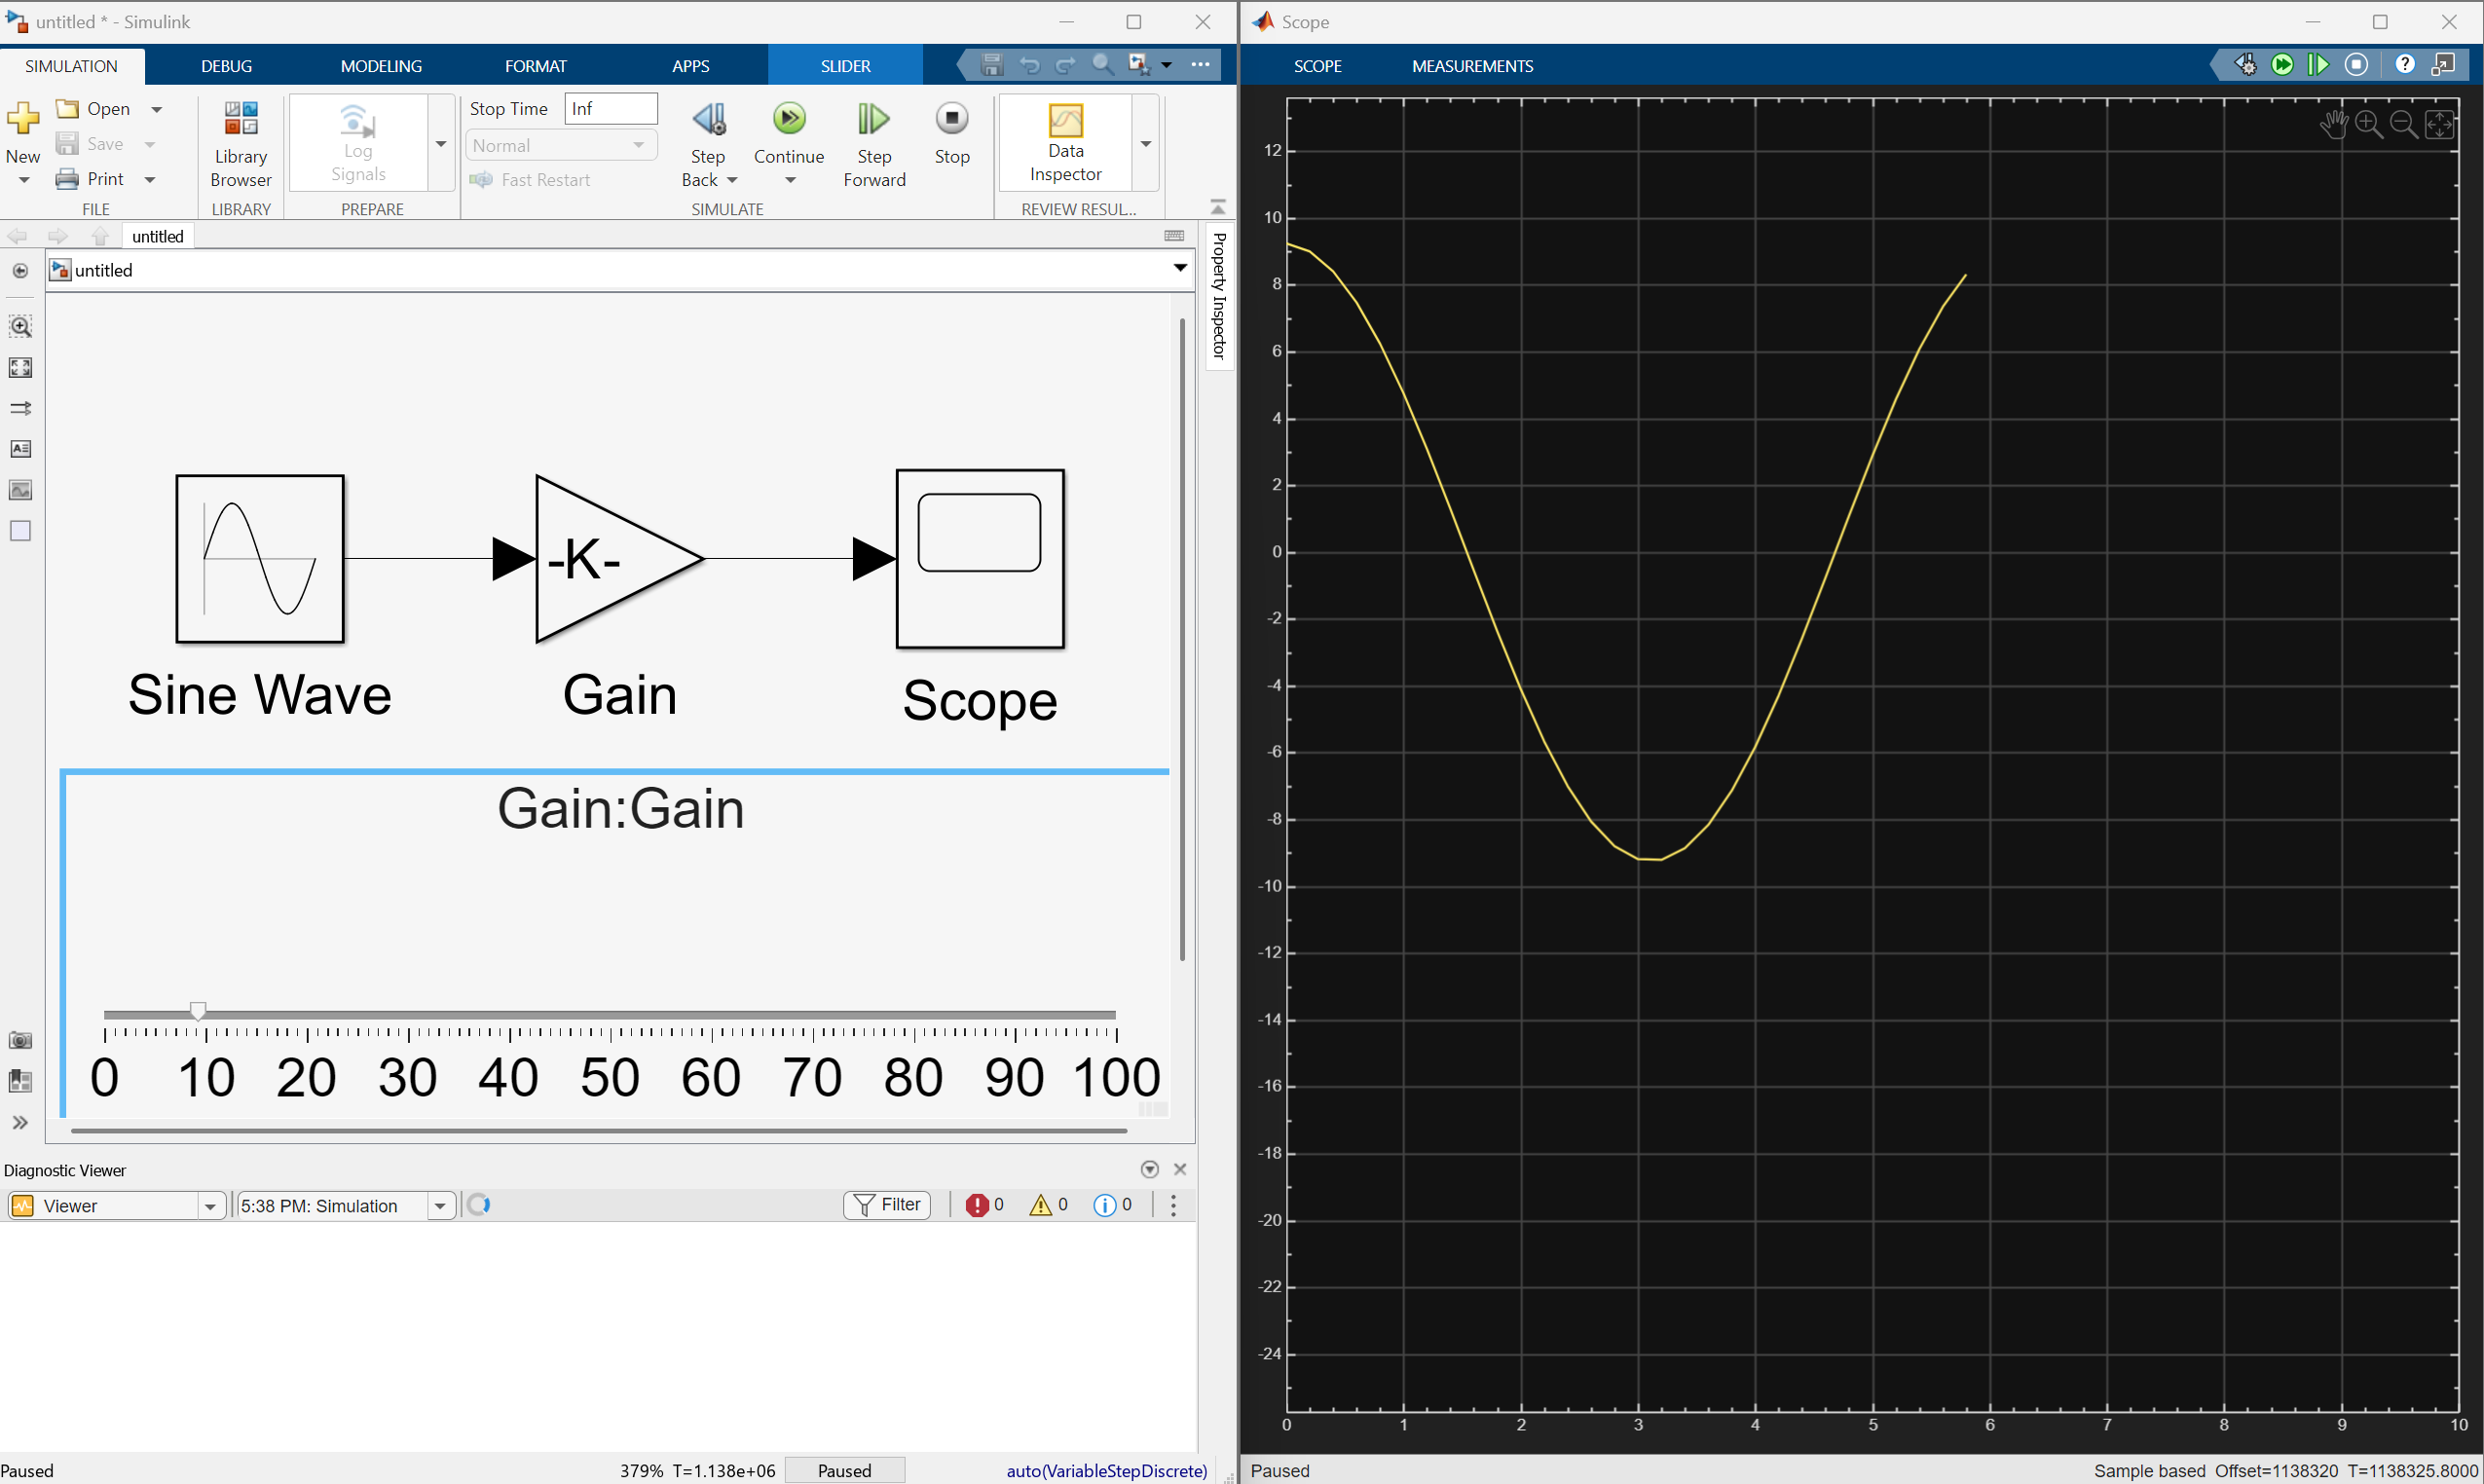 untitled * - Simulink
SIMULATION DEBUG MODELING FORMAT APPS SLIDER
New
Open
Save
Print
FILE
Library
Browser
LIBRARY
Log
Signals
PREPARE
Stop Time Inf
Normal
Fast Restart
Step
Back
Continue
Step
Forward
Stop
SIMULATE
Data
Inspector
REVIEW RESUL...
untitled
untitled
Property Inspector
-K-
Sine Wave Gain Scope
Gain:Gain
0 10 20 30 40 50 60 70 80 90 100
Diagnostic Viewer
Viewer 5:38 PM: Simulation Filter 0 0 0
Paused 379% T=1.138e+06 Paused auto(VariableStepDiscrete)
Scope
SCOPE MEASUREMENTS
12
10
8
6
4
2
0
-2
-4
-6
-8
-10
-12
-14
-16
-18
-20
-22
-24
0 1 2 3 4 5 6 7 8 9 10
Paused Sample based Offset=1138320 T=1138325.8000